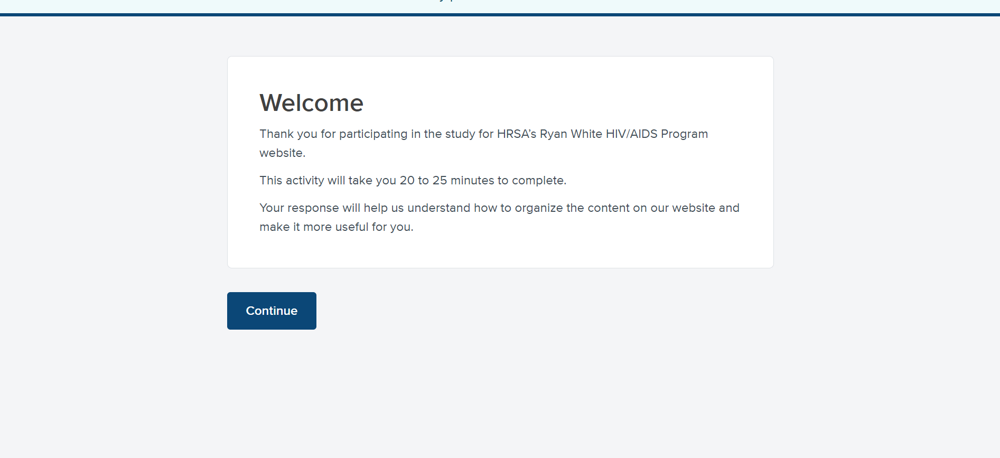 Welcome
Thank you for participating in the study for HRSA’s Ryan White HIV/AIDS Program
website.
This activity will take you 20 to 25 minutes to complete.
Your response will help us understand how to organize the content on our website and
make it more useful for you.
Continue